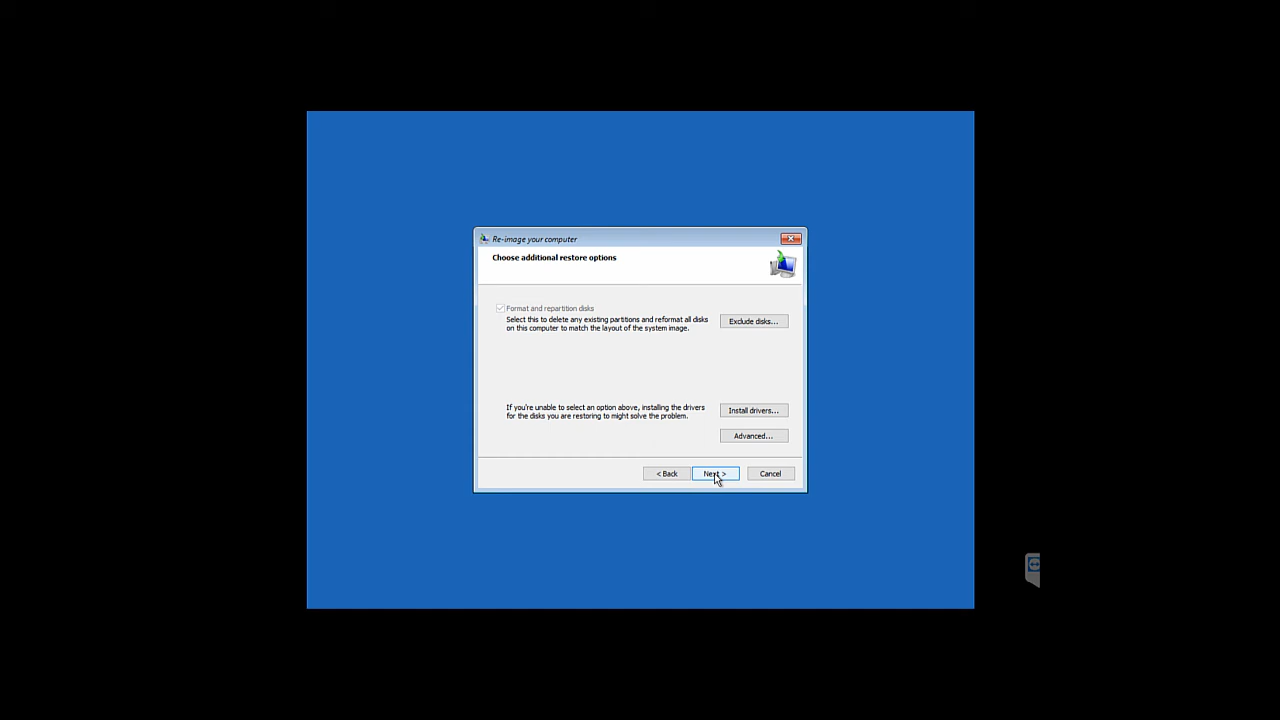 Re-image your computer
Choose additional restore options
Format and repartition disks
Select this to delete any existing partitions and reformat all disks
on this computer to match the layout of the system image.
Exclude disks...
If you're unable to select an option above, installing the drivers
for the disks you are restoring to might solve the problem.
Install drivers...
Advanced...
< Back
Next >
Cancel